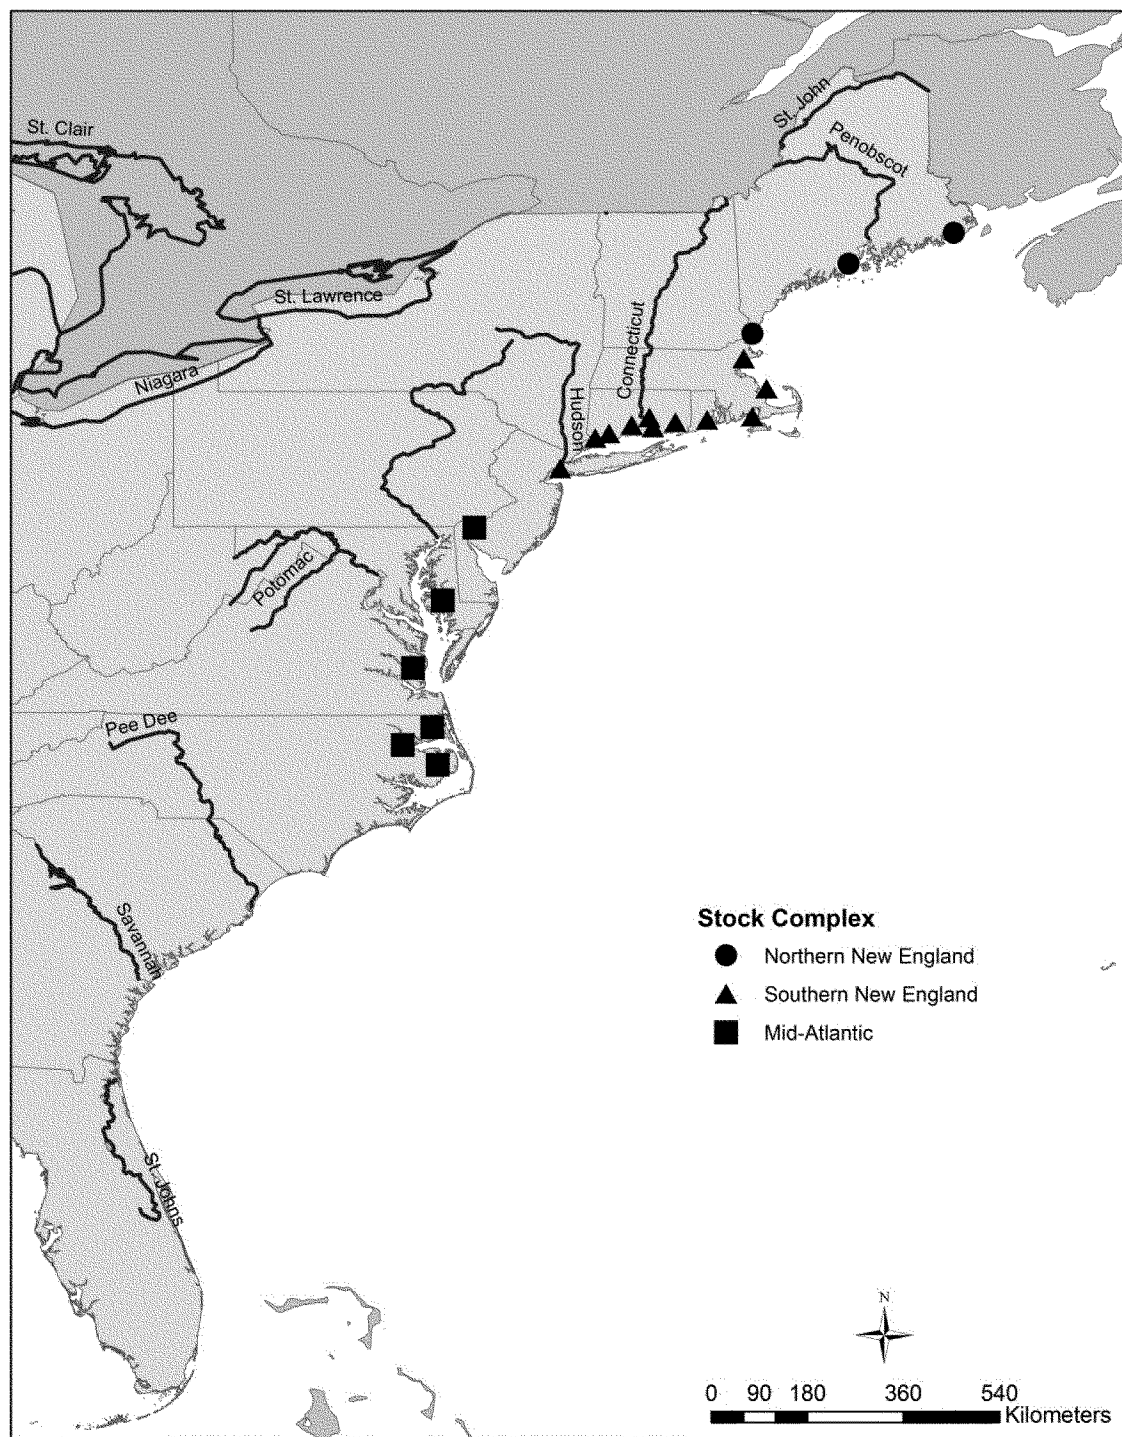 St. John
Penobscot
St. Clair
St. Lawrence
Connecticut
Niagara
Hudson
Potomac
Pee Dee
Savannah
St. Johns
Stock Complex
Northern New England
Southern New England
Mid-Atlantic
N
0 90 180 360 540
Kilometers